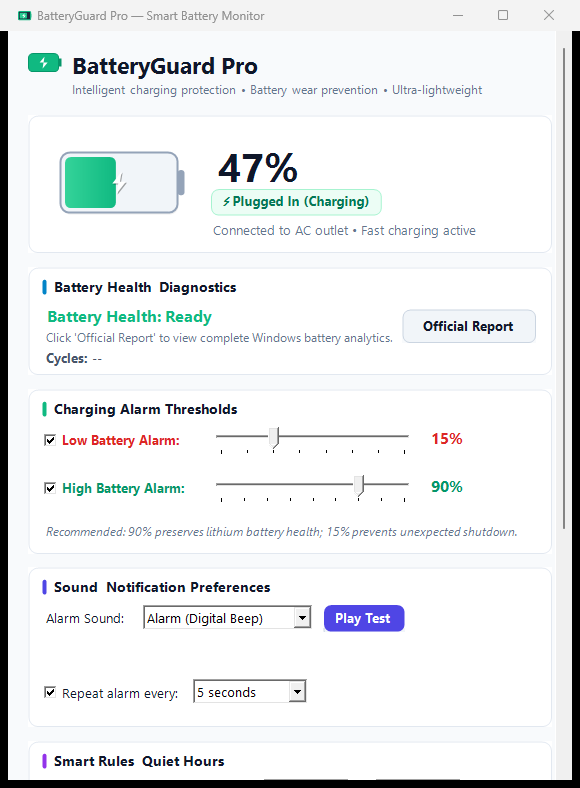 BatteryGuard Pro — Smart Battery Monitor
BatteryGuard Pro
Intelligent charging protection • Battery wear prevention • Ultra-lightweight
47%
⚡Plugged In (Charging)
Connected to AC outlet • Fast charging active
Battery Health Diagnostics
Battery Health: Ready
Click 'Official Report' to view complete Windows battery analytics.
Official Report
Cycles: --
Charging Alarm Thresholds
Low Battery Alarm: 15%
High Battery Alarm: 90%
Recommended: 90% preserves lithium battery health; 15% prevents unexpected shutdown.
Sound Notification Preferences
Alarm Sound: Alarm (Digital Beep) Play Test
Repeat alarm every: 5 seconds
Smart Rules Quiet Hours